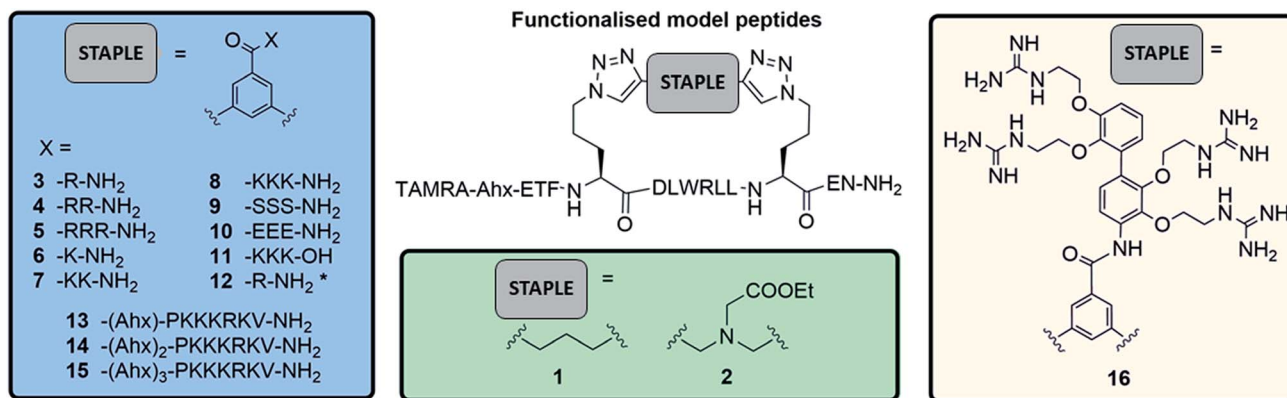 Functionalised model peptides
STAPLE =
O X
X =
3 -R-NH2
4 -RR-NH2
5 -RRR-NH2
6 -K-NH2
7 -KK-NH2
8 -KKK-NH2
9 -SSS-NH2
10 -EEE-NH2
11 -KKK-OH
12 -R-NH2 *
13 -(Ahx)-PKKKRKV-NH2
14 -(Ahx)2-PKKKRKV-NH2
15 -(Ahx)3-PKKKRKV-NH2
N=N N=N
N STAPLE N
TAMRA-Ahx-ETF-N H O DLWRLL-N H O EN-NH2
STAPLE =
COOEt
N
1 2
STAPLE =
NH
H2N N H O
NH
H2N N H O
NH
O N H NH2
NH
O N H NH2
NH
O NH
16